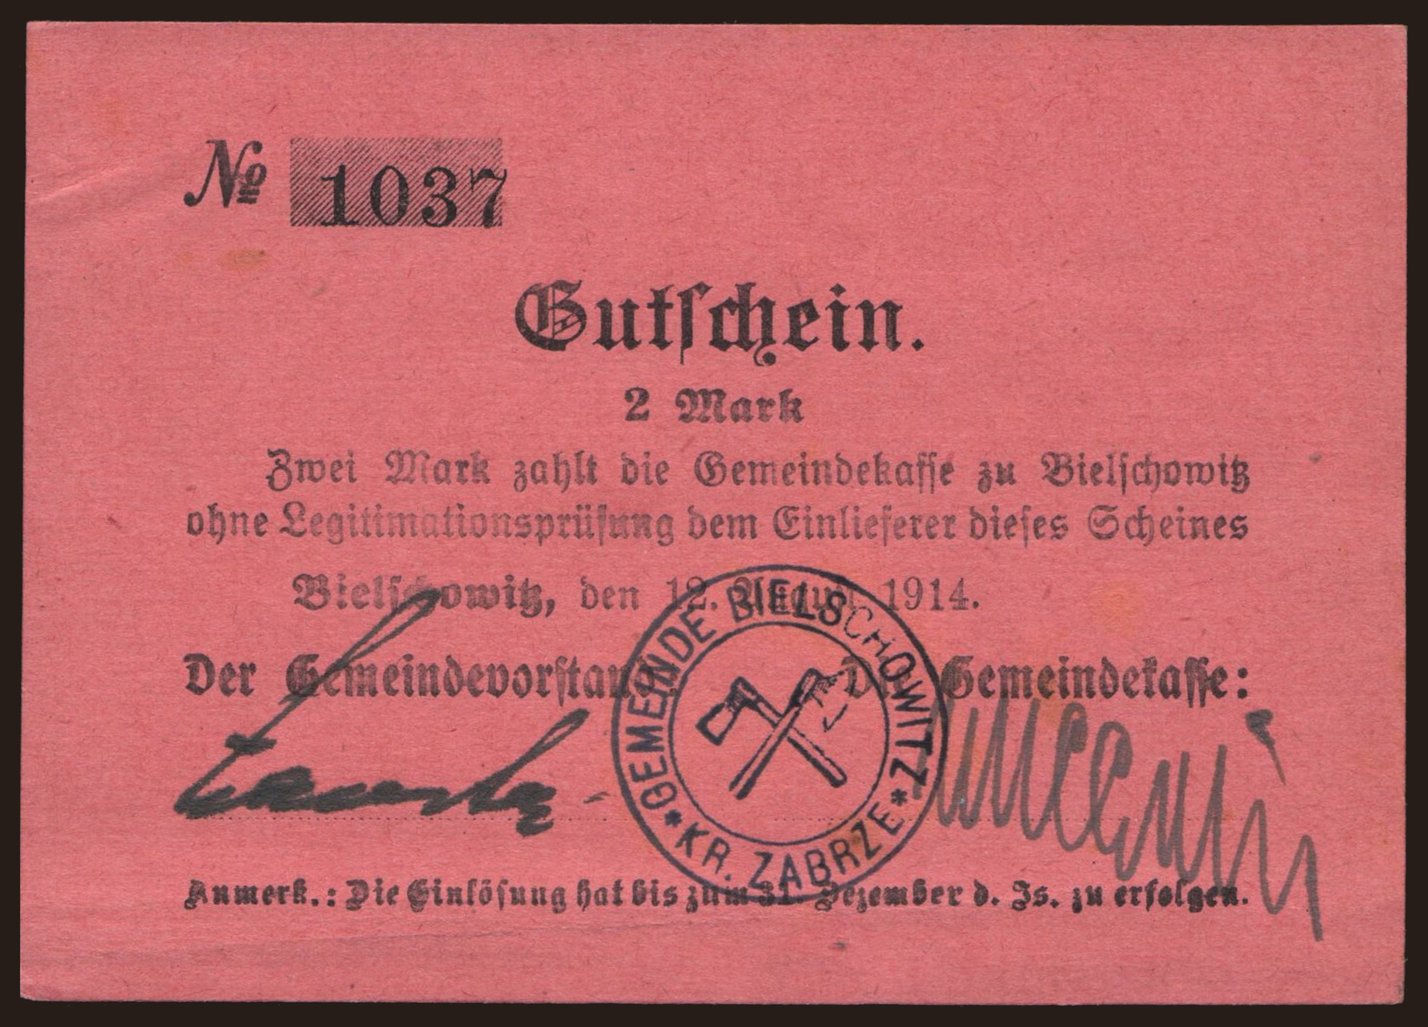 № 1037
Gutschein.
2 Mark
Zwei Mark zahlt die Gemeindekasse zu Bielschowitz
ohne Legitimationsprüfung dem Einlieferer dieses Scheines
Bielschowitz, den 12. August 1914.
Der Gemeindevorstand Die Gemeindekasse:
GEMEINDE BIELSCHOWITZ
* KR. ZABRZE *
Anmerk.: Die Einlösung hat bis zum 31. Dezember d. Js. zu erfolgen.